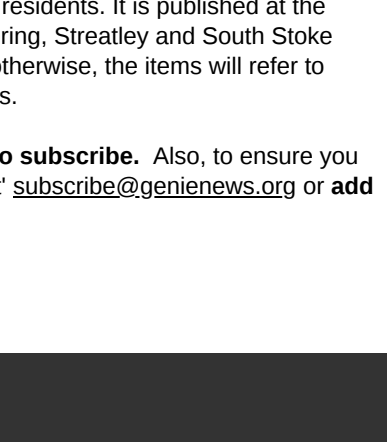 residents. It is published at the
ring, Streatley and South Stoke
otherwise, the items will refer to
s.
o subscribe. Also, to ensure you
t' subscribe@genienews.org or add